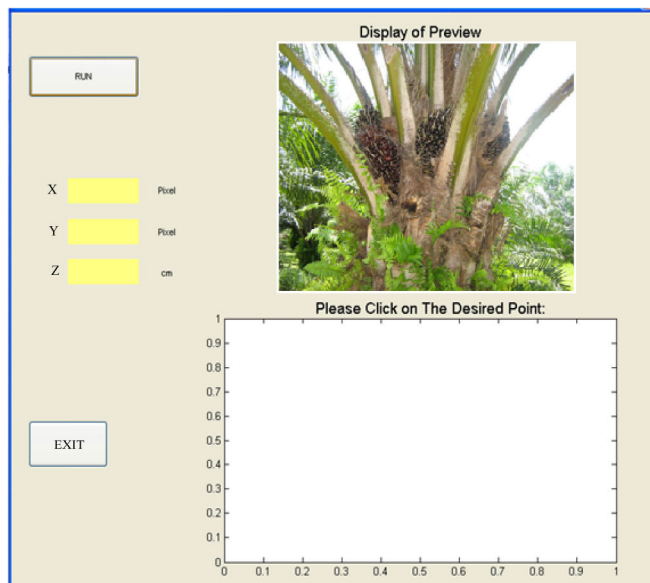 Display of Preview
RUN
X Pixel
Y Pixel
Z cm
Please Click on The Desired Point:
1
0.9
0.8
0.7
0.6
0.5
0.4
0.3
0.2
0.1
0
0 0.1 0.2 0.3 0.4 0.5 0.6 0.7 0.8 0.9 1
EXIT